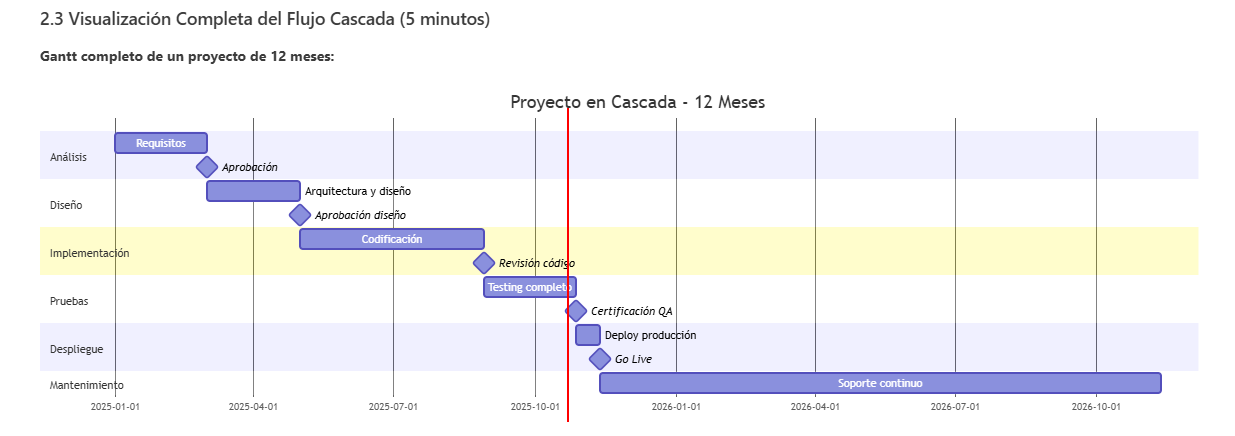 2.3 Visualización Completa del Flujo Cascada (5 minutos)
Gantt completo de un proyecto de 12 meses:
Proyecto en Cascada - 12 Meses
Análisis
Requisitos
Aprobación
Diseño
Arquitectura y diseño
Aprobación diseño
Implementación
Codificación
Revisión código
Pruebas
Testing completo
Certificación QA
Despliegue
Deploy producción
Go Live
Mantenimiento
Soporte continuo
2025-01-01 2025-04-01 2025-07-01 2025-10-01 2026-01-01 2026-04-01 2026-07-01 2026-10-01